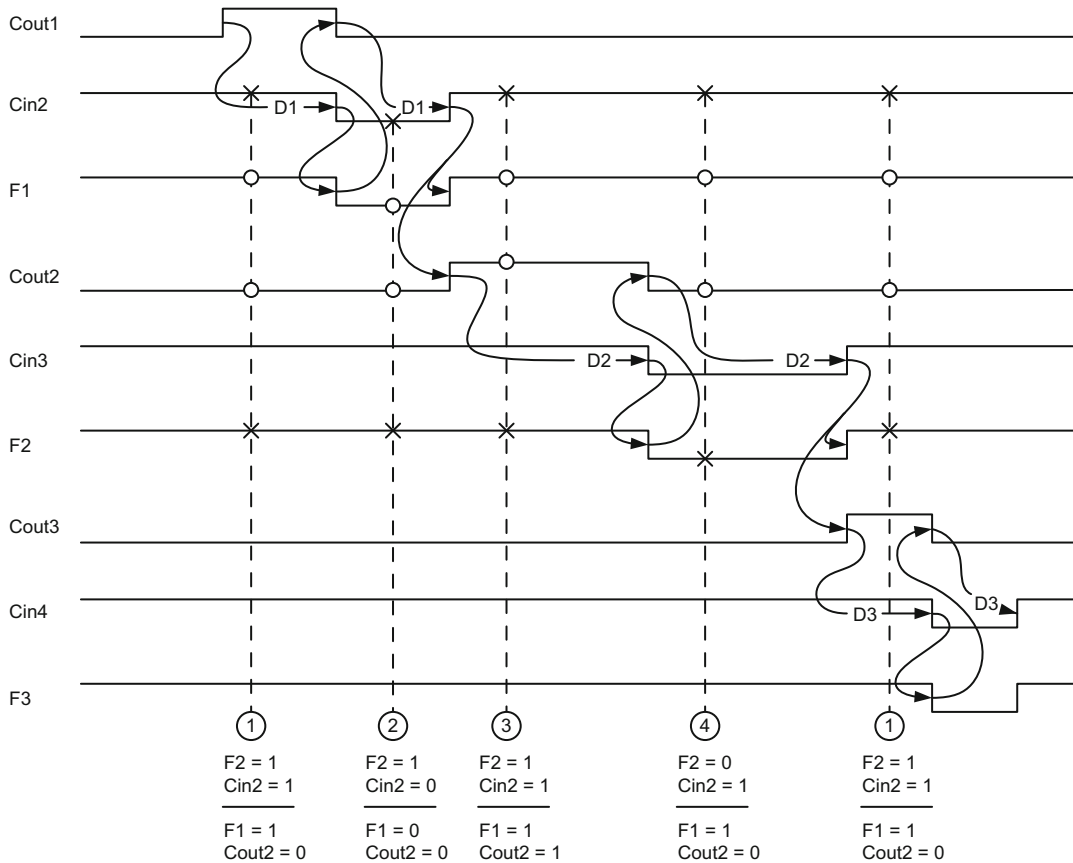 Cout1
Cin2
D1
D1
F1
Cout2
Cin3
D2
D2
F2
Cout3
Cin4
D3
D3
F3
1
2
3
4
1
F2 = 1
Cin2 = 1
F1 = 1
Cout2 = 0
F2 = 1
Cin2 = 0
F1 = 0
Cout2 = 0
F2 = 1
Cin2 = 1
F1 = 1
Cout2 = 1
F2 = 0
Cin2 = 1
F1 = 1
Cout2 = 0
F2 = 1
Cin2 = 1
F1 = 1
Cout2 = 0